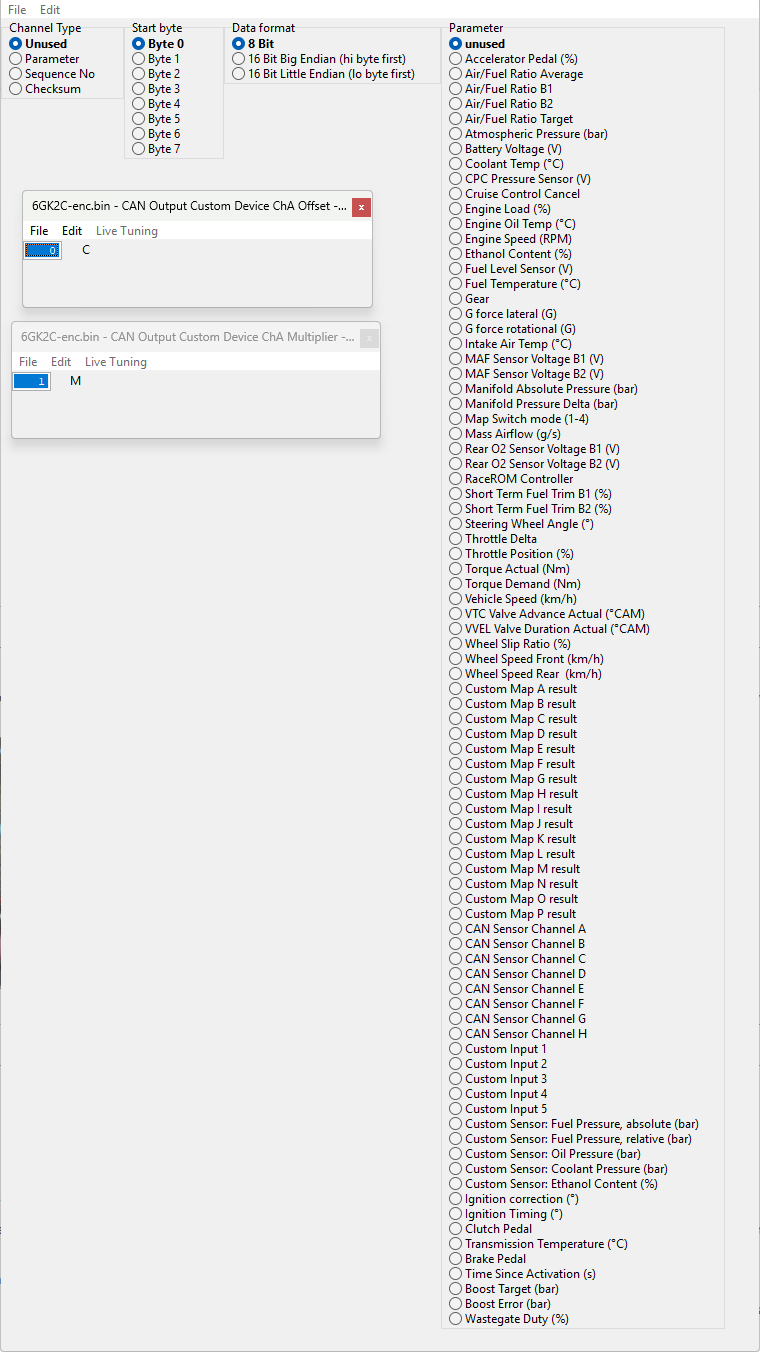 File Edit
Channel Type
Unused
Parameter
Sequence No
Checksum
Start byte
Byte 0
Byte 1
Byte 2
Byte 3
Byte 4
Byte 5
Byte 6
Byte 7
Data format
8 Bit
16 Bit Big Endian (hi byte first)
16 Bit Little Endian (lo byte first)
6GK2C-enc.bin - CAN Output Custom Device ChA Offset -... x
File Edit Live Tuning
0 C
6GK2C-enc.bin - CAN Output Custom Device ChA Multiplier -... x
File Edit Live Tuning
1 M
Parameter
unused
Accelerator Pedal (%)
Air/Fuel Ratio Average
Air/Fuel Ratio B1
Air/Fuel Ratio B2
Air/Fuel Ratio Target
Atmospheric Pressure (bar)
Battery Voltage (V)
Coolant Temp (°C)
CPC Pressure Sensor (V)
Cruise Control Cancel
Engine Load (%)
Engine Oil Temp (°C)
Engine Speed (RPM)
Ethanol Content (%)
Fuel Level Sensor (V)
Fuel Temperature (°C)
Gear
G force lateral (G)
G force rotational (G)
Intake Air Temp (°C)
MAF Sensor Voltage B1 (V)
MAF Sensor Voltage B2 (V)
Manifold Absolute Pressure (bar)
Manifold Pressure Delta (bar)
Map Switch mode (1-4)
Mass Airflow (g/s)
Rear O2 Sensor Voltage B1 (V)
Rear O2 Sensor Voltage B2 (V)
RaceROM Controller
Short Term Fuel Trim B1 (%)
Short Term Fuel Trim B2 (%)
Steering Wheel Angle (°)
Throttle Delta
Throttle Position (%)
Torque Actual (Nm)
Torque Demand (Nm)
Vehicle Speed (km/h)
VTC Valve Advance Actual (°CAM)
VVEL Valve Duration Actual (°CAM)
Wheel Slip Ratio (%)
Wheel Speed Front (km/h)
Wheel Speed Rear (km/h)
Custom Map A result
Custom Map B result
Custom Map C result
Custom Map D result
Custom Map E result
Custom Map F result
Custom Map G result
Custom Map H result
Custom Map I result
Custom Map J result
Custom Map K result
Custom Map L result
Custom Map M result
Custom Map N result
Custom Map O result
Custom Map P result
CAN Sensor Channel A
CAN Sensor Channel B
CAN Sensor Channel C
CAN Sensor Channel D
CAN Sensor Channel E
CAN Sensor Channel F
CAN Sensor Channel G
CAN Sensor Channel H
Custom Input 1
Custom Input 2
Custom Input 3
Custom Input 4
Custom Input 5
Custom Sensor: Fuel Pressure, absolute (bar)
Custom Sensor: Fuel Pressure, relative (bar)
Custom Sensor: Oil Pressure (bar)
Custom Sensor: Coolant Pressure (bar)
Custom Sensor: Ethanol Content (%)
Ignition correction (°)
Ignition Timing (°)
Clutch Pedal
Transmission Temperature (°C)
Brake Pedal
Time Since Activation (s)
Boost Target (bar)
Boost Error (bar)
Wastegate Duty (%)